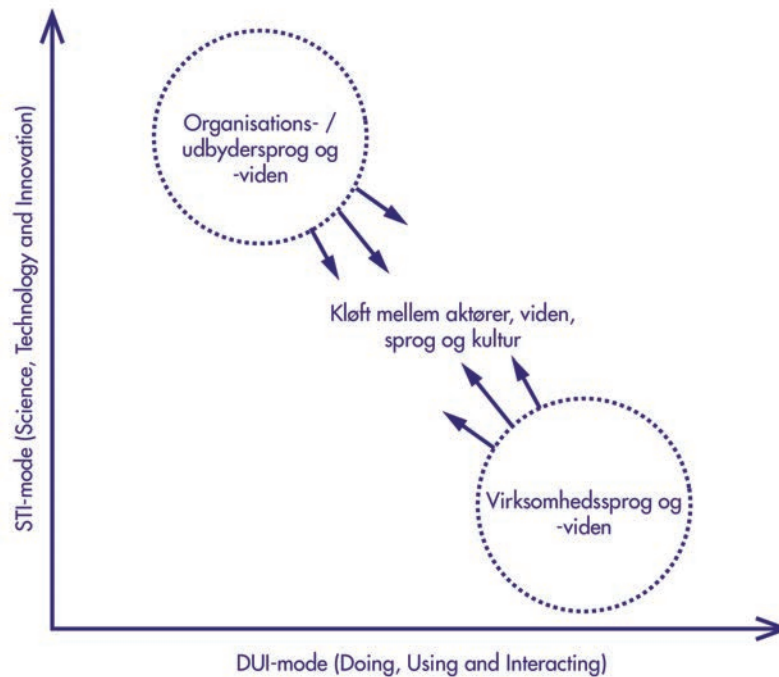 STI-mode (Science, Technology and Innovation)
Organisations- /
udbydersprog og
-viden
Kløft mellem aktører, viden,
sprog og kultur
Virksomhedssprog og
-viden
DUI-mode (Doing, Using and Interacting)